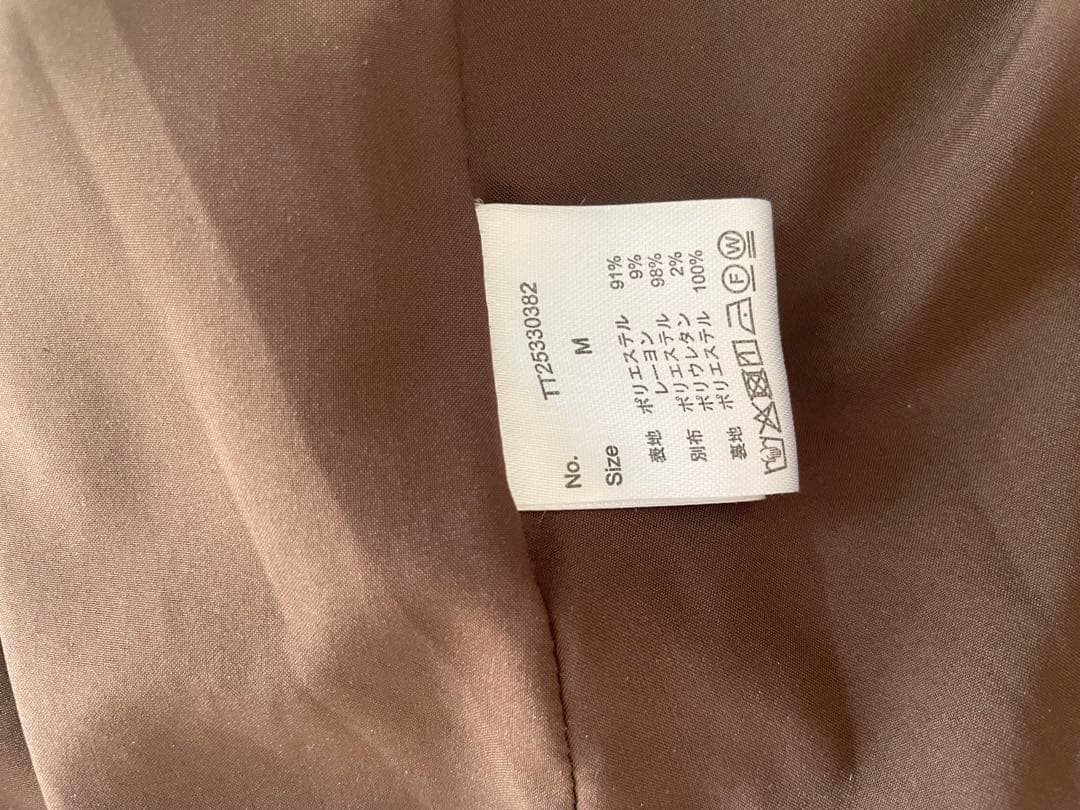 No. TT25330382
Size M
表地 ポリエステル 91%
レーヨン 9%
別布 ポリエステル 98%
ポリウレタン 2%
裏地 ポリエステル 100%
F W